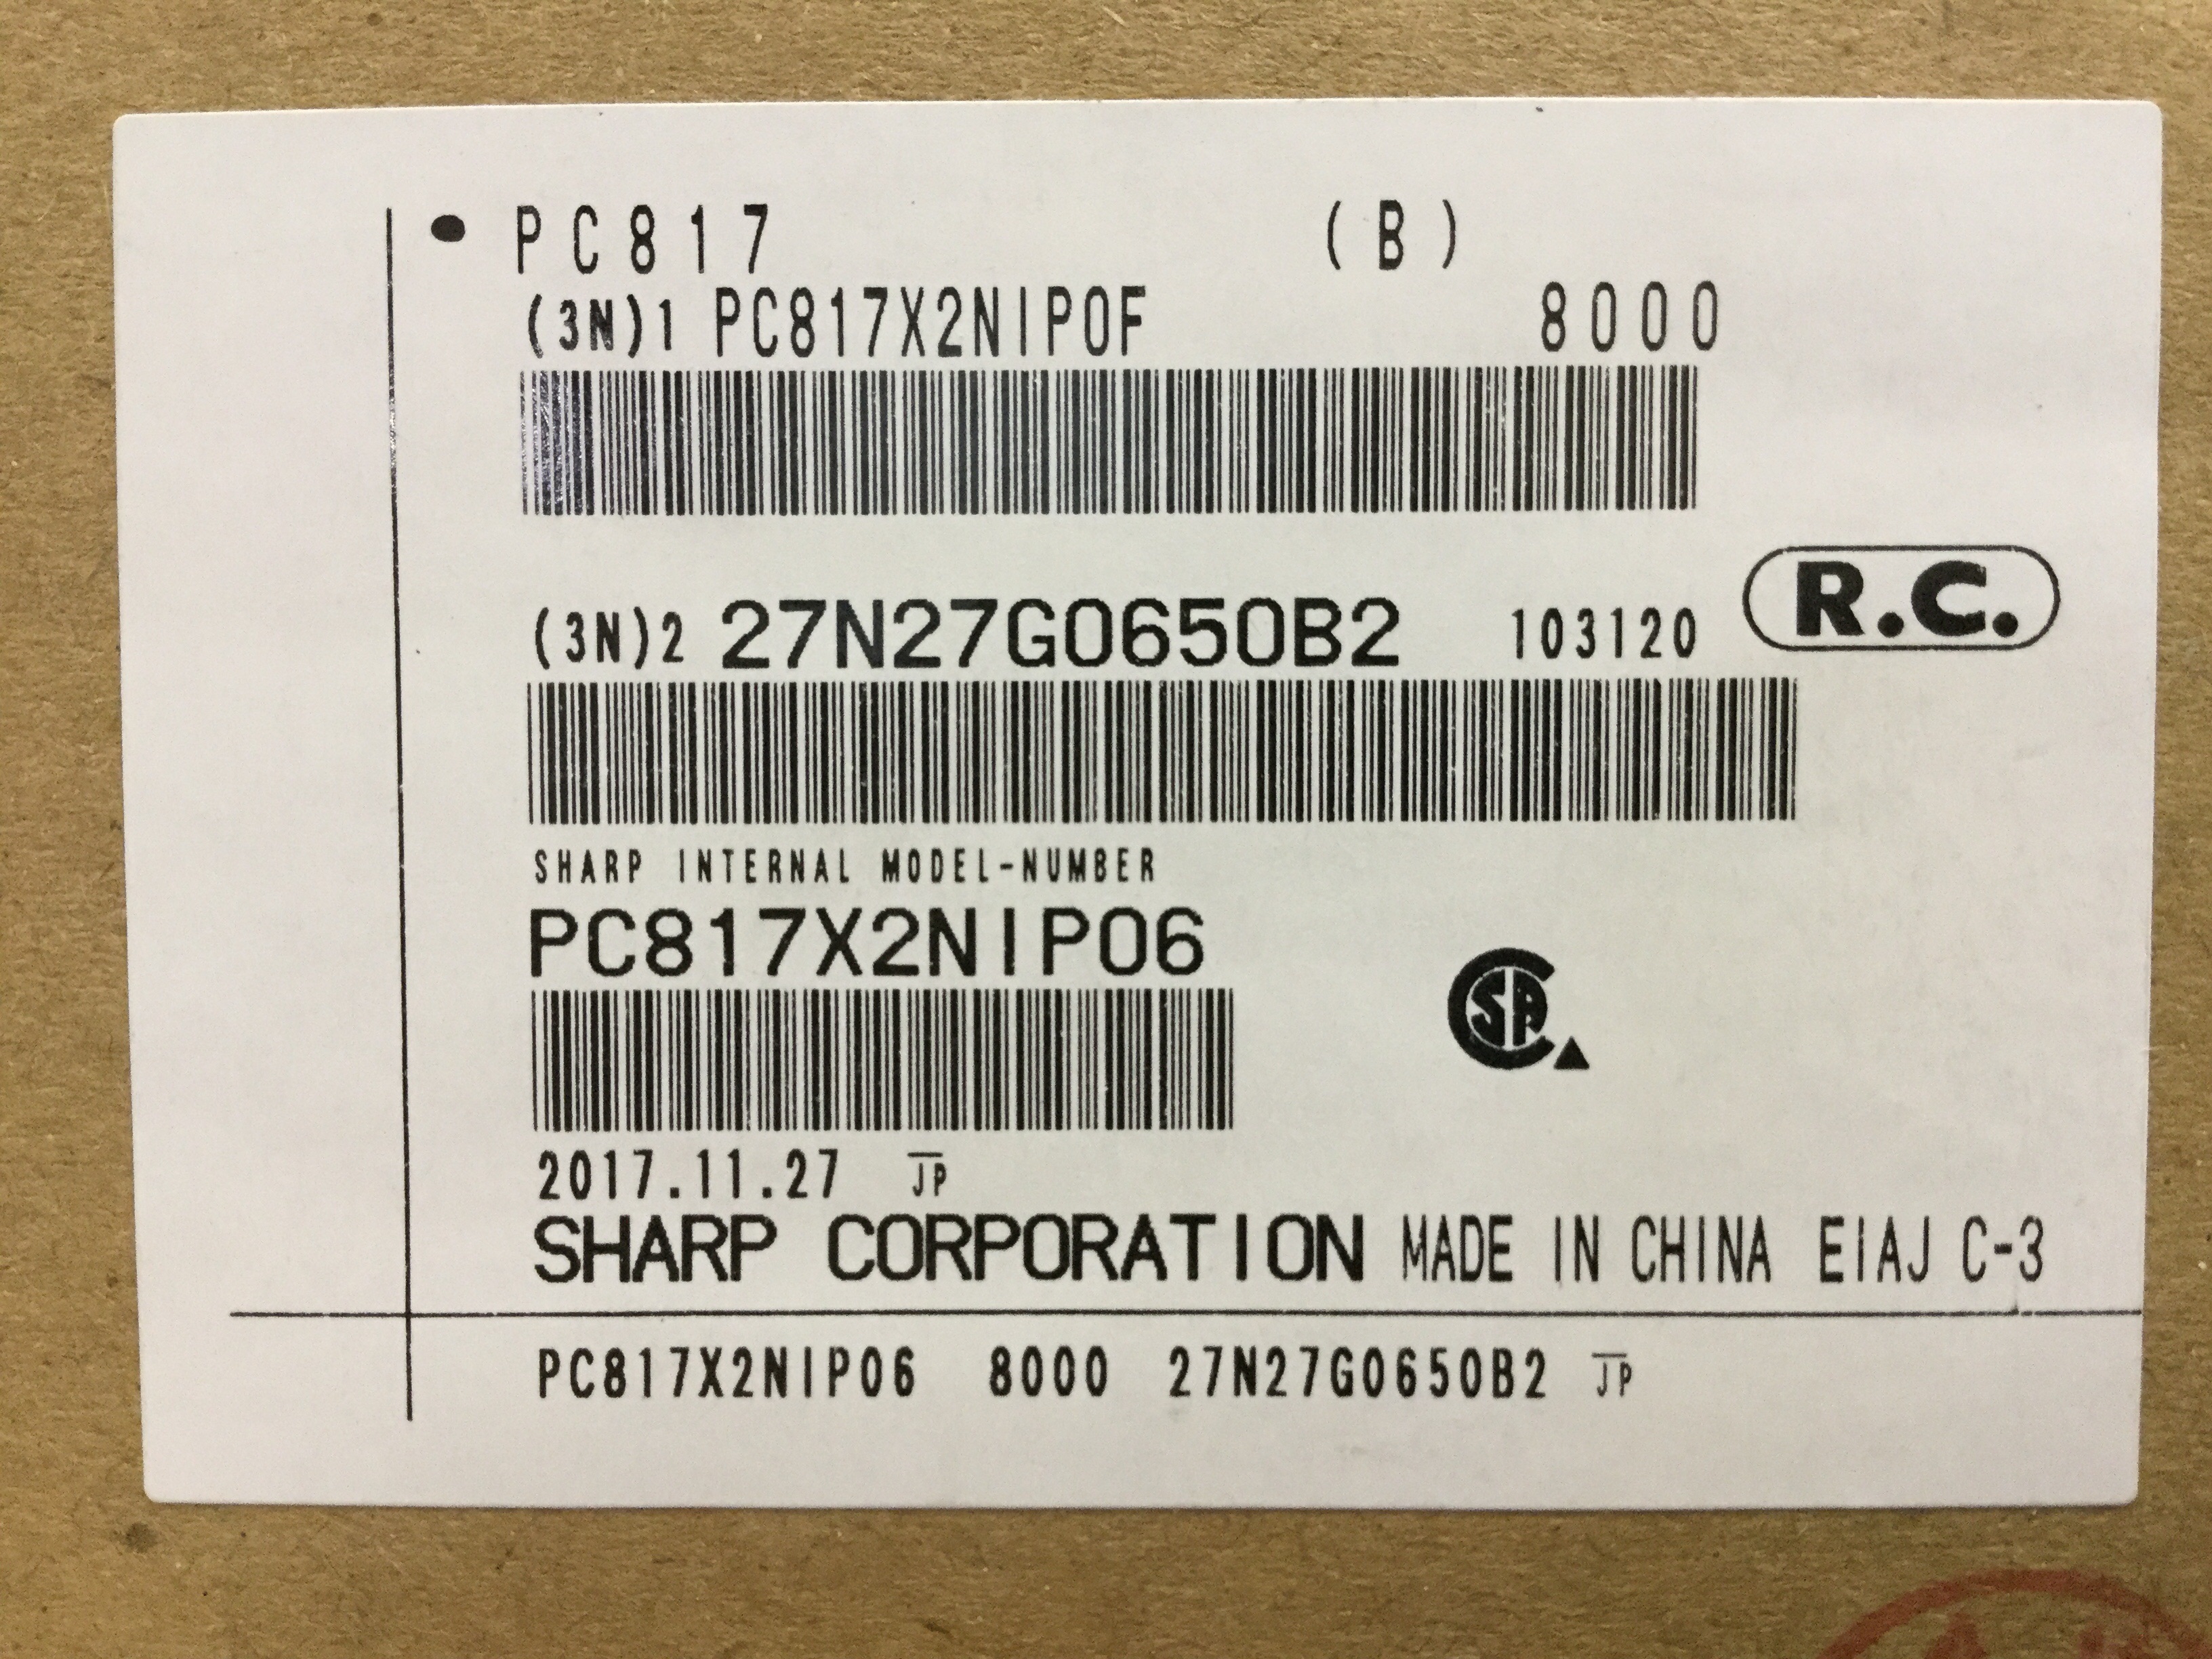 PC817 (B)
(3N)1 PC817X2NIP0F 8000
(3N)2 27N27G0650B2 103120 R.C.
SHARP INTERNAL MODEL-NUMBER
PC817X2NIP06
CSA
2017.11.27 JP
SHARP CORPORATION MADE IN CHINA EIAJ C-3
PC817X2NIP06 8000 27N27G0650B2 JP